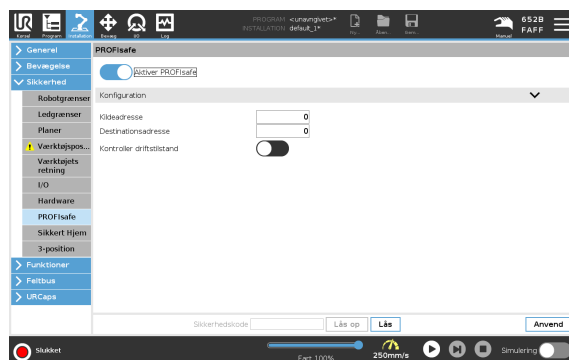 UR
PROGRAM <unavngivet>*
INSTALLATION default_1*
Kørsel Program Installation Bevæg I/O Log
Ny... Åbn... Gem...
Manuel
652B
FAFF
Generel
Bevægelse
Sikkerhed
Robotgrænser
Ledgrænser
Planer
Værktøjspos...
Værktøjets
retning
I/O
Hardware
PROFIsafe
Sikkert Hjem
3-position
Funktioner
Feltbus
URCaps
PROFIsafe
Aktiver PROFIsafe
Konfiguration
Kildeadresse 0
Destinationsadresse 0
Kontroller driftstilstand
Sikkerhedskode Lås op Lås Anvend
Slukket
Fart 100%
250mm/s
Simulering